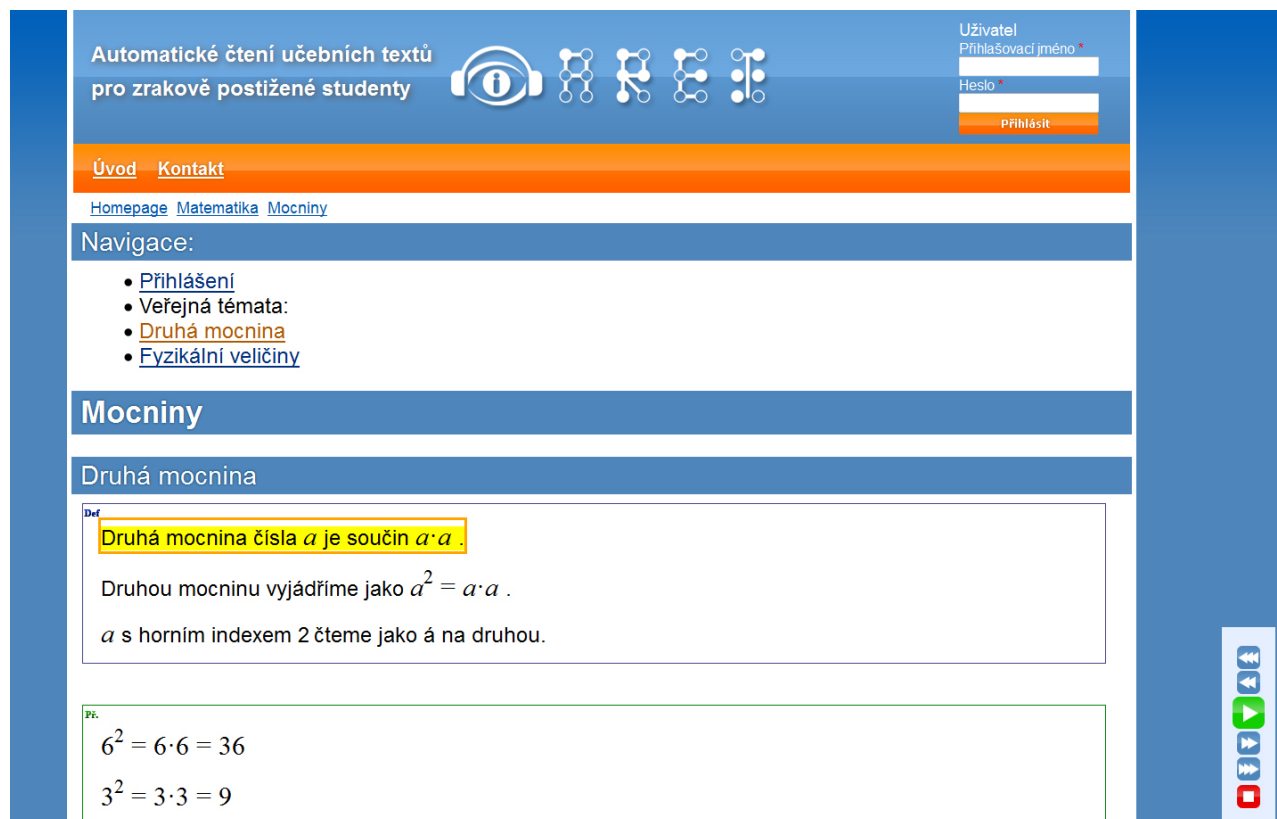 Automatické čtení učebních textů
pro zrakově postižené studenty
ARET
Uživatel
Přihlašovací jméno *
Heslo *
Přihlásit
Úvod Kontakt
Homepage Matematika Mocniny
Navigace:
• Přihlášení
• Veřejná témata:
• Druhá mocnina
• Fyzikální veličiny
Mocniny
Druhá mocnina
Def
Druhá mocnina čísla a je součin a·a .
Druhou mocninu vyjádříme jako a² = a·a .
a s horním indexem 2 čteme jako á na druhou.
Př.
6² = 6·6 = 36
3² = 3·3 = 9